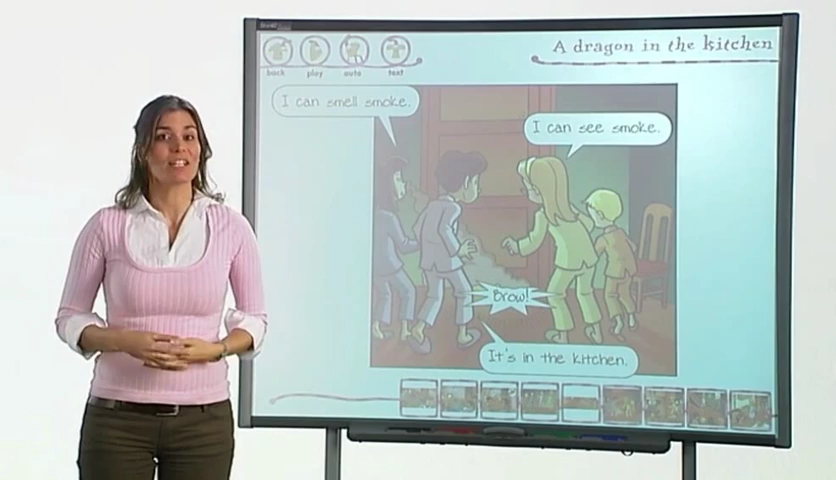 A dragon in the kitchen
back play auto text
I can smell smoke.
I can see smoke.
Brow!
It's in the kitchen.